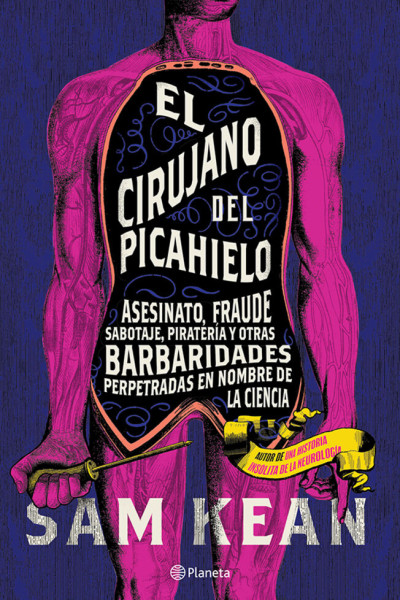 EL
CIRUJANO
DEL
PICAHIELO
ASESINATO, FRAUDE
SABOTAJE, PIRATERÍA Y OTRAS
BARBARIDADES
PERPETRADAS EN NOMBRE DE
LA CIENCIA
AUTOR DE UNA HISTORIA
INSÓLITA DE LA NEUROLOGÍA
SAM KEAN
Planeta